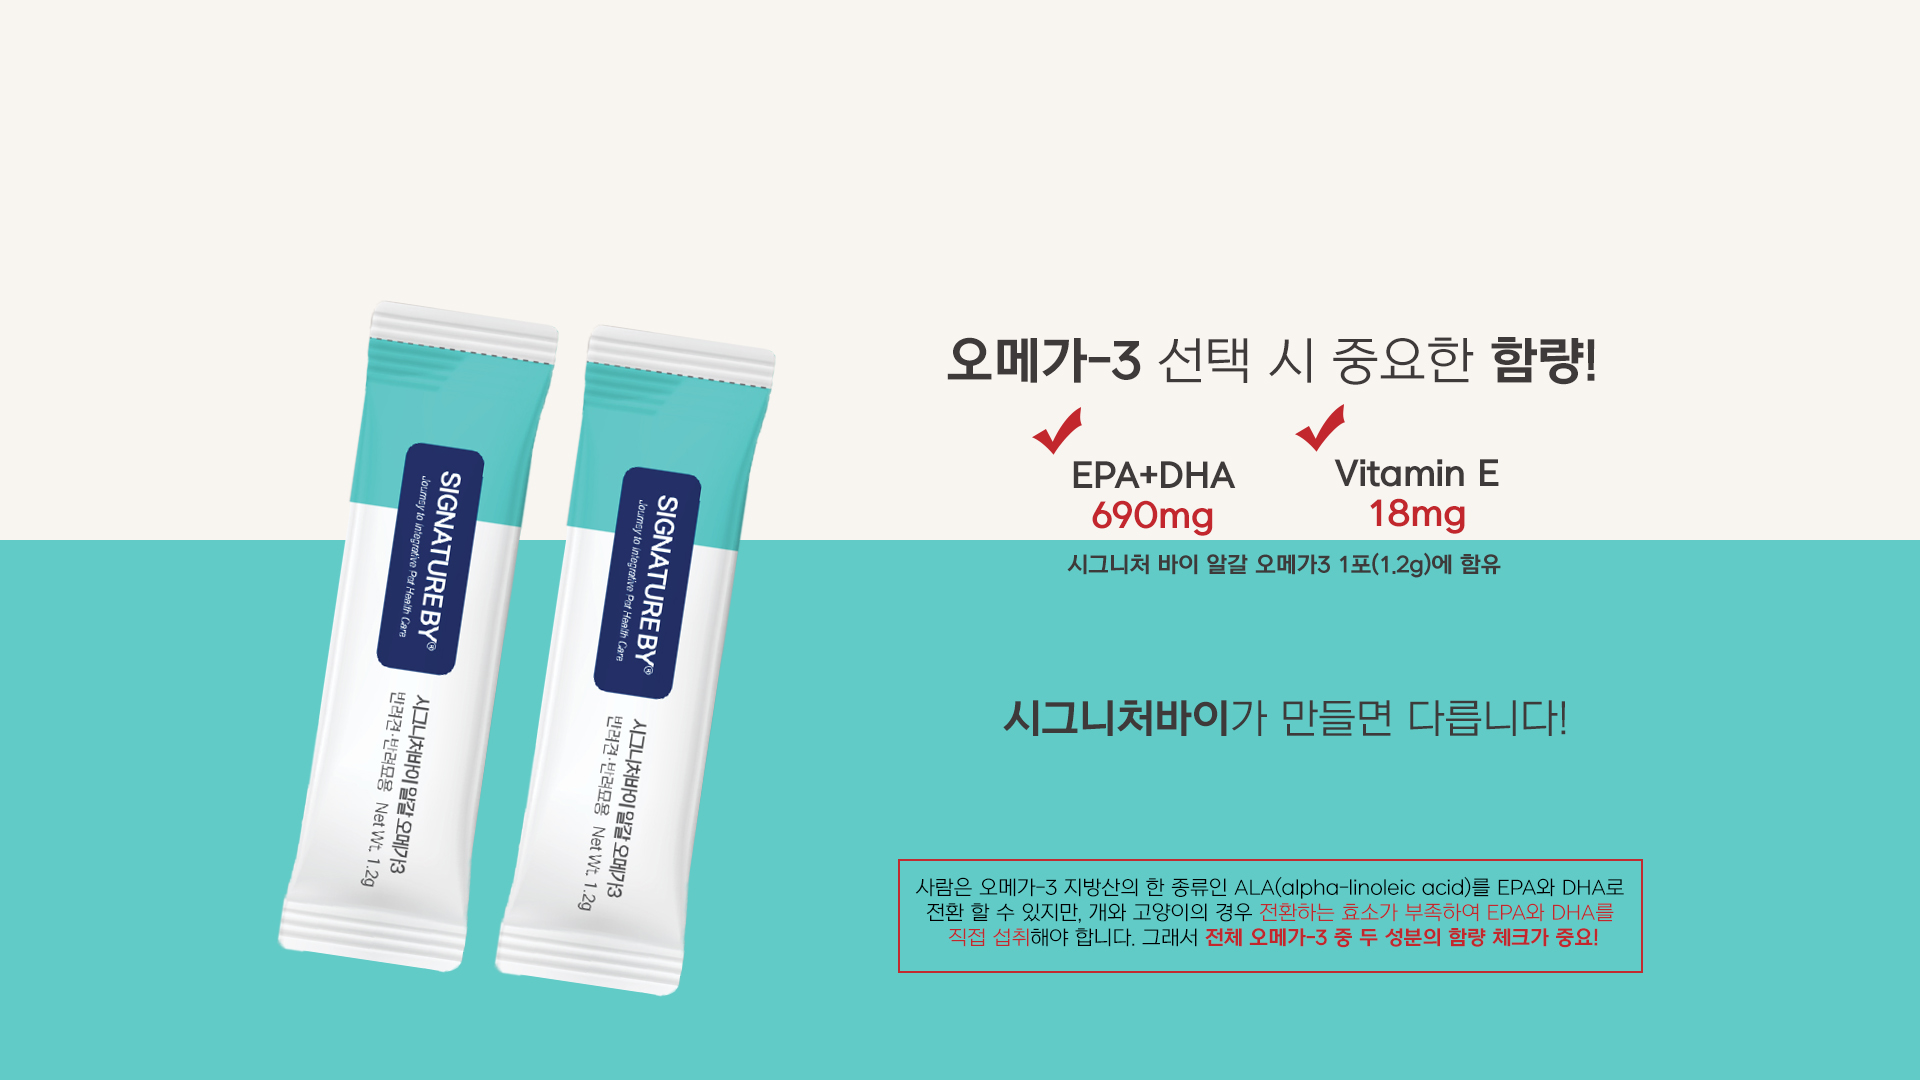 오메가-3 선택 시 중요한 함량!
EPA+DHA
690mg
Vitamin E
18mg
시그니처 바이 알갈 오메가3 1포(1.2g)에 함유
시그니처바이가 만들면 다릅니다!
사람은 오메가-3 지방산의 한 종류인 ALA(alpha-linoleic acid)를 EPA와 DHA로
전환 할 수 있지만, 개와 고양이의 경우 전환하는 효소가 부족하여 EPA와 DHA를
직접 섭취해야 합니다. 그래서 전체 오메가-3 중 두 성분의 함량 체크가 중요!
SIGNATURE BY®
Journey to Integrative Pet Health Care
시그니처바이 알갈 오메가3
반려견·반려묘용 Net Wt. 1.2g
SIGNATURE BY®
Journey to Integrative Pet Health Care
시그니처바이 알갈 오메가3
반려견·반려묘용 Net Wt. 1.2g